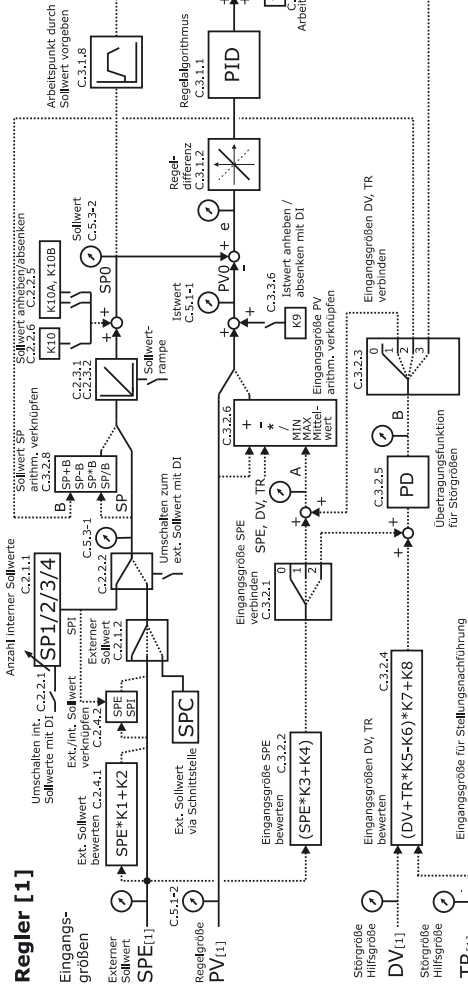 Regler [1]
Eingangs-
größen
Externer
Sollwert
SPE[1]
C.5.1-2
Regelgröße
PV[1]
Störgröße
Hilfsgröße
DV[1]
Störgröße
Hilfsgröße
Ext. Sollwert
bewerten C.2.4.1
SPE*K1+K2
Umschalten int.
Sollwerte mit DI
C.2.2.1
Anzahl interner Sollwerte
SP1/2/3/4
C.2.1.1
SPI
Ext./int. Sollwert
verknüpfen
C.2.4.2
SPE
SPI
Externer
Sollwert
C.2.1.2
SPC
Ext. Sollwert
via Schnittstelle
C.2.2.2
Umschalten zum
ext. Sollwert mit DI
C.5.3-1
B
SP
Sollwert SP
arithm. verknüpfen
C.3.2.8
SP+B
SP-B
SP*B
SP/B
C.2.3.1
C.2.3.2
Sollwert-
rampe
Sollwert anheben/absenken
C.2.2.6
C.2.2.5
K10
K10A, K10B
+
+
SP0
Sollwert
C.5.3-2
Arbeitspunkt durch
Sollwert vorgeben
C.3.1.8
Eingangsgröße SPE
bewerten
C.3.2.2
(SPE*K3+K4)
Eingangsgröße SPE
verbinden
C.3.2.1
0
1
2
+
+
A
SPE, DV, TR
C.3.2.6
+
-
*
/
MIN
MAX
Mittel-
wert
Eingangsgröße PV
arithm. verknüpfen
Istwert
C.5.1-1
PV0
+
+
K9
C.3.3.6
Istwert anheben /
absenken mit DI
-
+
e
Regel-
differenz
C.3.1.2
Regelalgorithmus
C.3.1.1
PID
+
Arbeit
Eingangsgrößen DV, TR
bewerten
C.3.2.4
(DV+TR*K5-K6)*K7+K8
+
+
C.3.2.5
PD
Übertragungsfunktion
für Störgrößen
B
C.3.2.3
0
1
2
3
Eingangsgrößen DV, TR
verbinden
Eingangsgröße für Stellungsnachführung